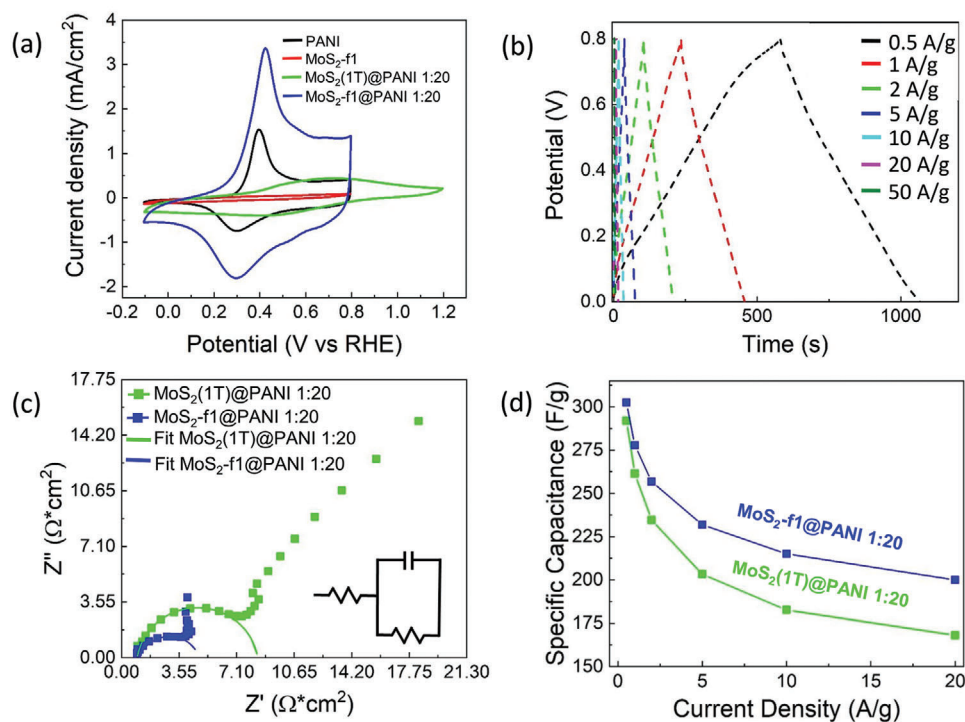 (a)
Current density (mA/cm²)
4
3
2
1
0
-1
-2
PANI
MoS₂-f1
MoS₂(1T)@PANI 1:20
MoS₂-f1@PANI 1:20
-0.2 0.0 0.2 0.4 0.6 0.8 1.0 1.2
Potential (V vs RHE)
(b)
Potential (V)
0.8
0.6
0.4
0.2
0.0
0.5 A/g
1 A/g
2 A/g
5 A/g
10 A/g
20 A/g
50 A/g
0 500 1000
Time (s)
(c)
Z'' (Ω*cm²)
17.75
14.20
10.65
7.10
3.55
0.00
MoS₂(1T)@PANI 1:20
MoS₂-f1@PANI 1:20
Fit MoS₂(1T)@PANI 1:20
Fit MoS₂-f1@PANI 1:20
3.55 7.10 10.65 14.20 17.75 21.30
Z' (Ω*cm²)
(d)
Specific Capacitance (F/g)
300
275
250
225
200
175
150
MoS₂-f1@PANI 1:20
MoS₂(1T)@PANI 1:20
0 5 10 15 20
Current Density (A/g)